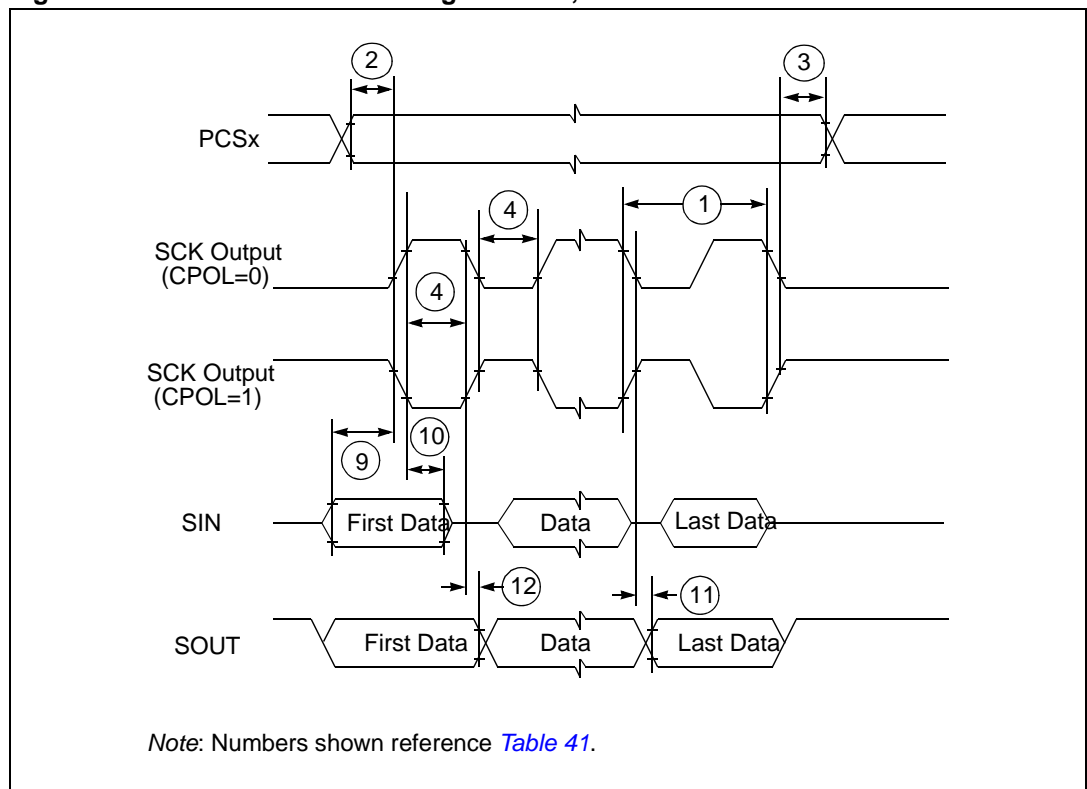 2
3
PCSx
4
1
SCK Output
(CPOL=0)
4
SCK Output
(CPOL=1)
10
9
SIN
First Data
Data
Last Data
12
11
SOUT
First Data
Data
Last Data
Note: Numbers shown reference Table 41.